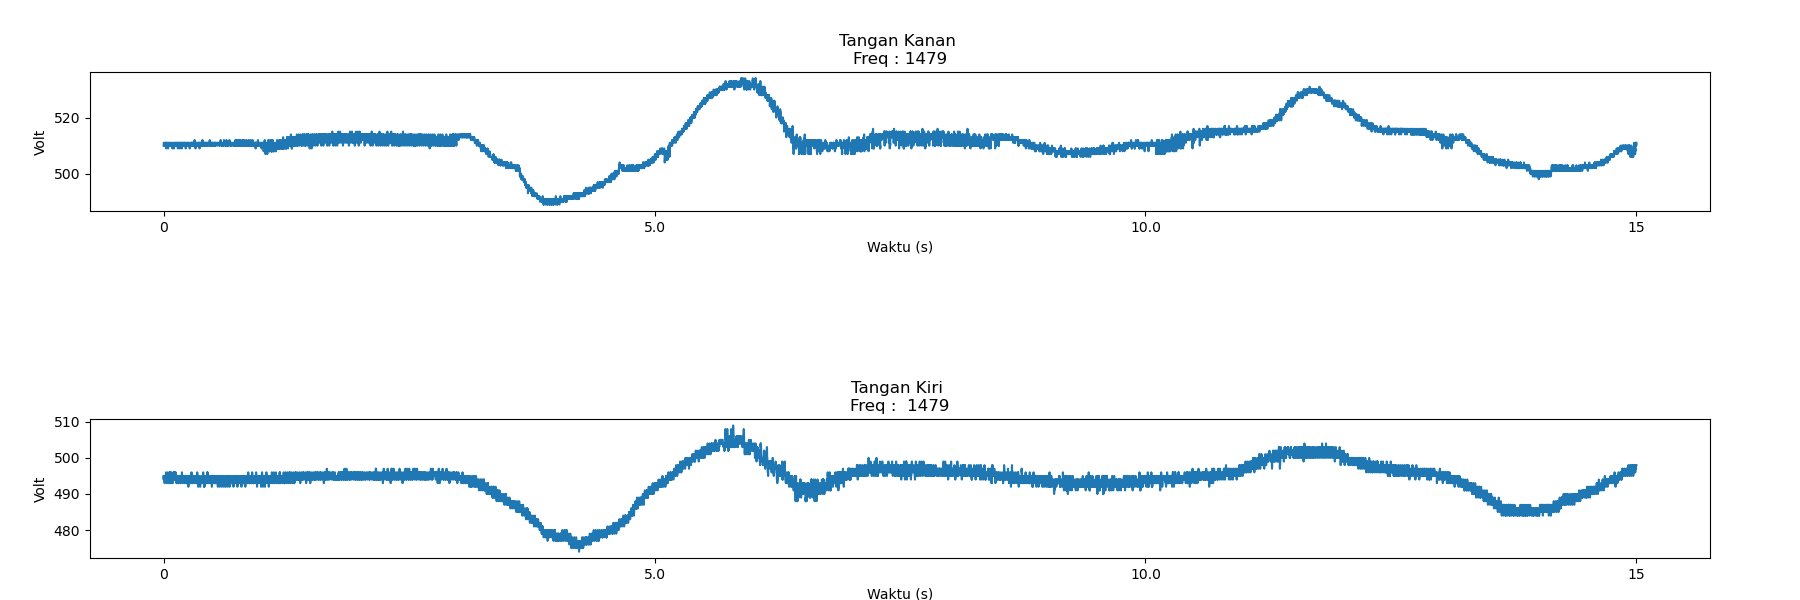 Tangan Kanan
Freq : 1479
Volt
520
500
0 5.0 10.0 15
Waktu (s)
Tangan Kiri
Freq :  1479
Volt
510
500
490
480
0 5.0 10.0 15
Waktu (s)